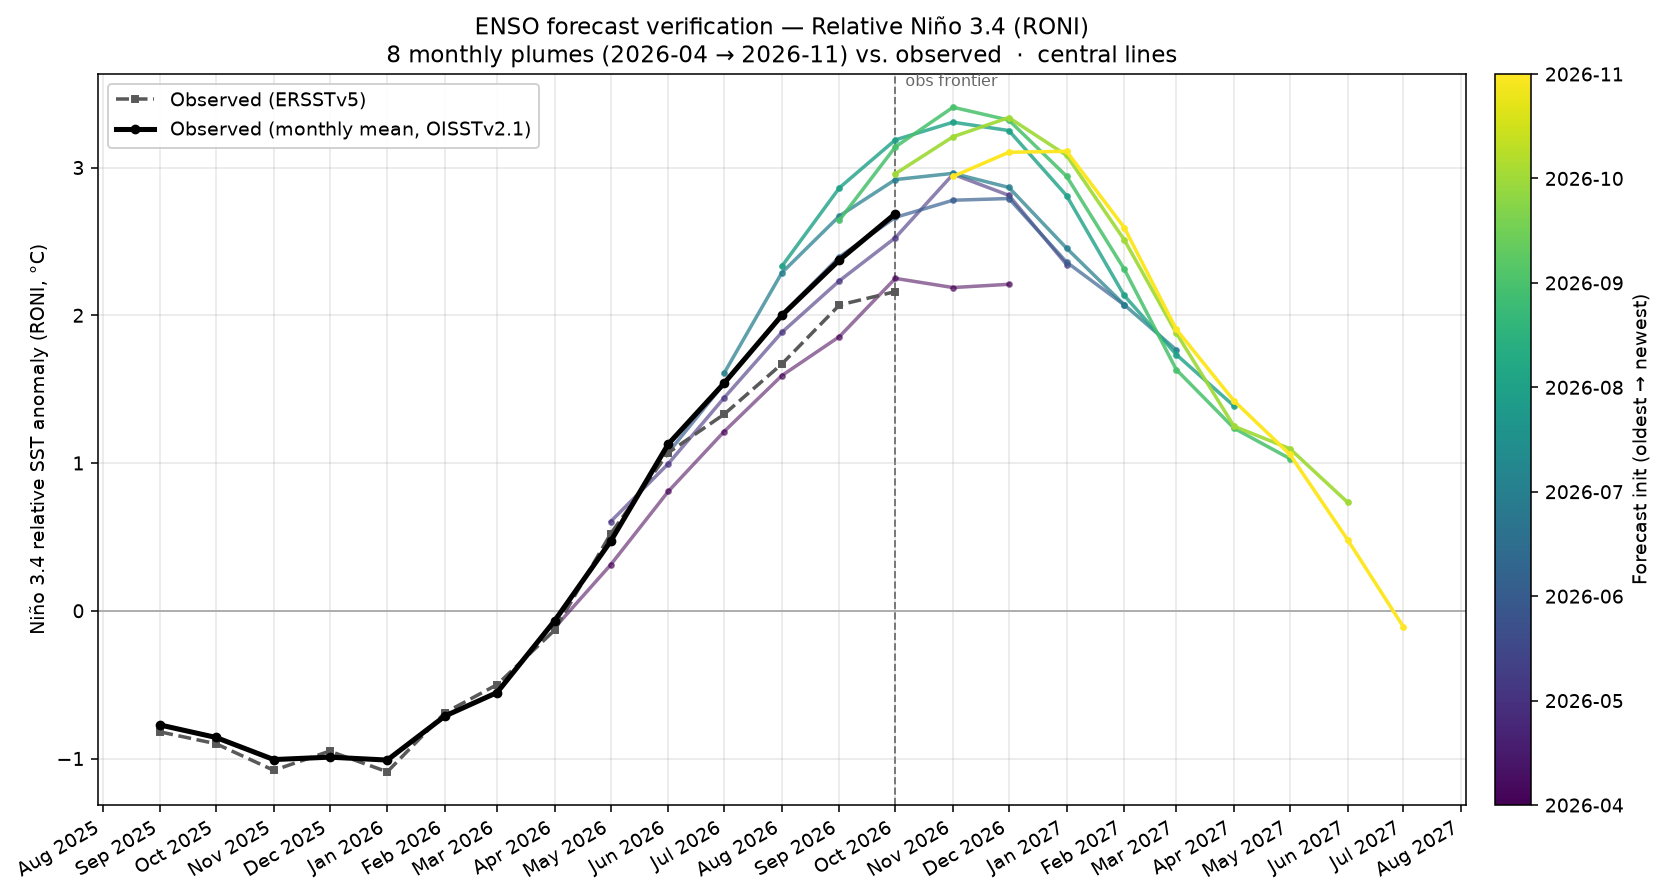 ENSO forecast verification — Relative Niño 3.4 (RONI)
8 monthly plumes (2026-04 → 2026-11) vs. observed · central lines
obs frontier
Observed (ERSSTv5)
Observed (monthly mean, OISSTv2.1)
Niño 3.4 relative SST anomaly (RONI, °C)
3
2
1
0
−1
Aug 2025
Sep 2025
Oct 2025
Nov 2025
Dec 2025
Jan 2026
Feb 2026
Mar 2026
Apr 2026
May 2026
Jun 2026
Jul 2026
Aug 2026
Sep 2026
Oct 2026
Nov 2026
Dec 2026
Jan 2027
Feb 2027
Mar 2027
Apr 2027
May 2027
Jun 2027
Jul 2027
Aug 2027
2026-11
2026-10
2026-09
2026-08
2026-07
2026-06
2026-05
2026-04
Forecast init (oldest → newest)